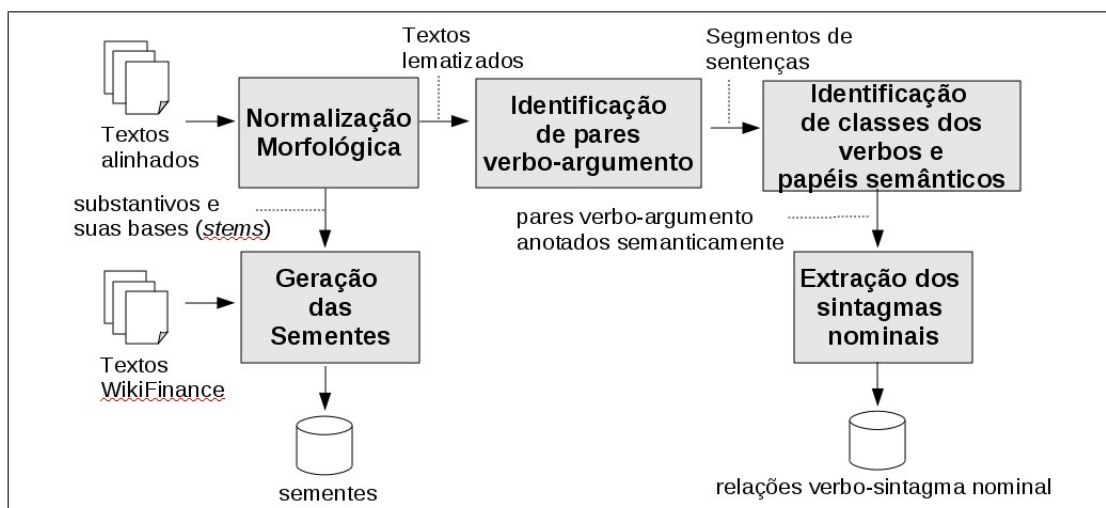 Textos
alinhados
Normalização
Morfológica
Textos
lematizados
Identificação
de pares
verbo-argumento
Segmentos de
sentenças
Identificação
de classes dos
verbos e
papéis semânticos
substantivos e
suas bases (stems)
pares verbo-argumento
anotados semanticamente
Textos
WikiFinance
Geração
das
Sementes
Extração dos
sintagmas
nominais
sementes
relações verbo-sintagma nominal